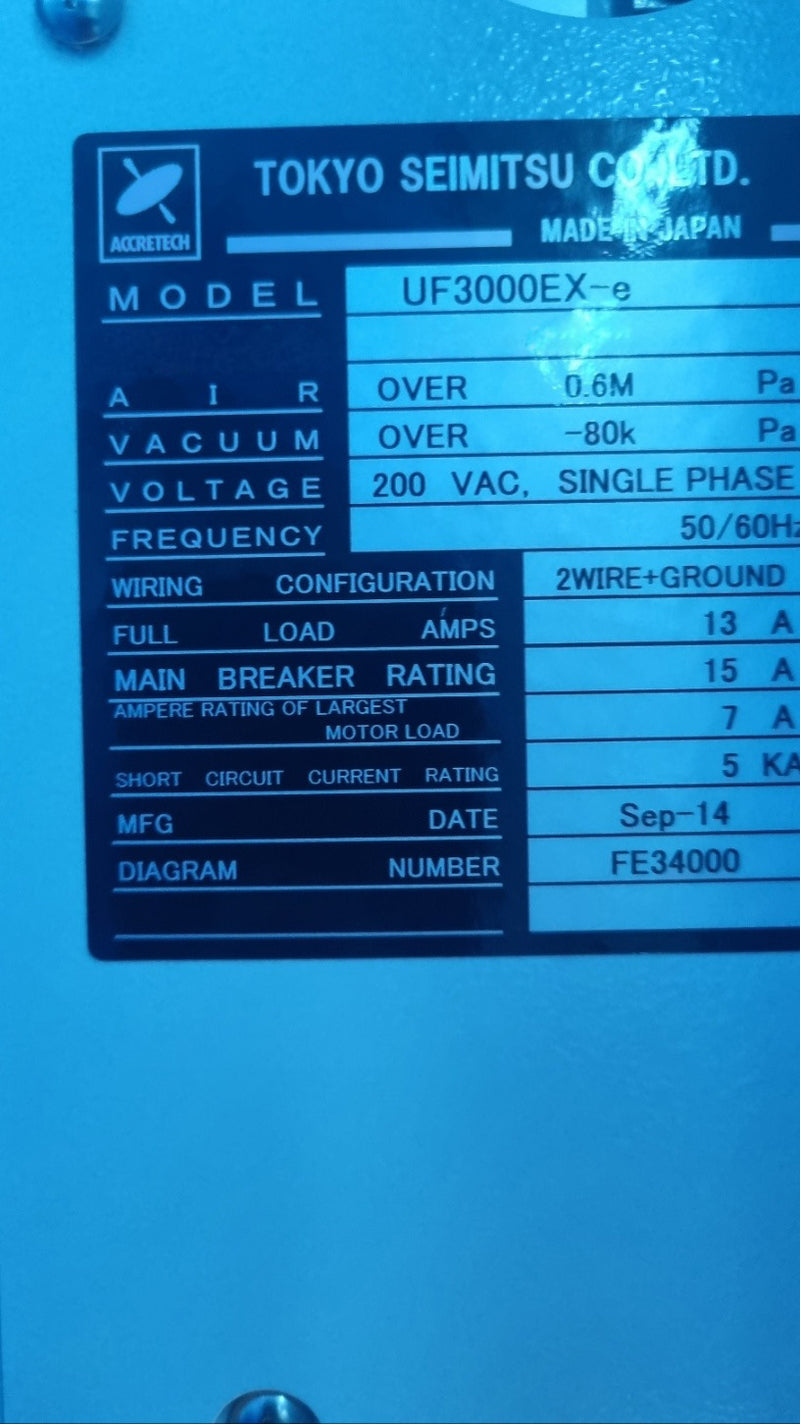 ACCRETECH
TOKYO SEIMITSU CO., LTD.
MADE IN JAPAN
MODEL UF3000EX-e
AIR OVER 0.6M Pa
VACUUM OVER -80k Pa
VOLTAGE 200 VAC, SINGLE PHASE
FREQUENCY 50/60Hz
WIRING CONFIGURATION 2WIRE+GROUND
FULL LOAD AMPS 13 A
MAIN BREAKER RATING 15 A
AMPERE RATING OF LARGEST
MOTOR LOAD 7 A
SHORT CIRCUIT CURRENT RATING 5 KA
MFG DATE Sep-14
DIAGRAM NUMBER FE34000